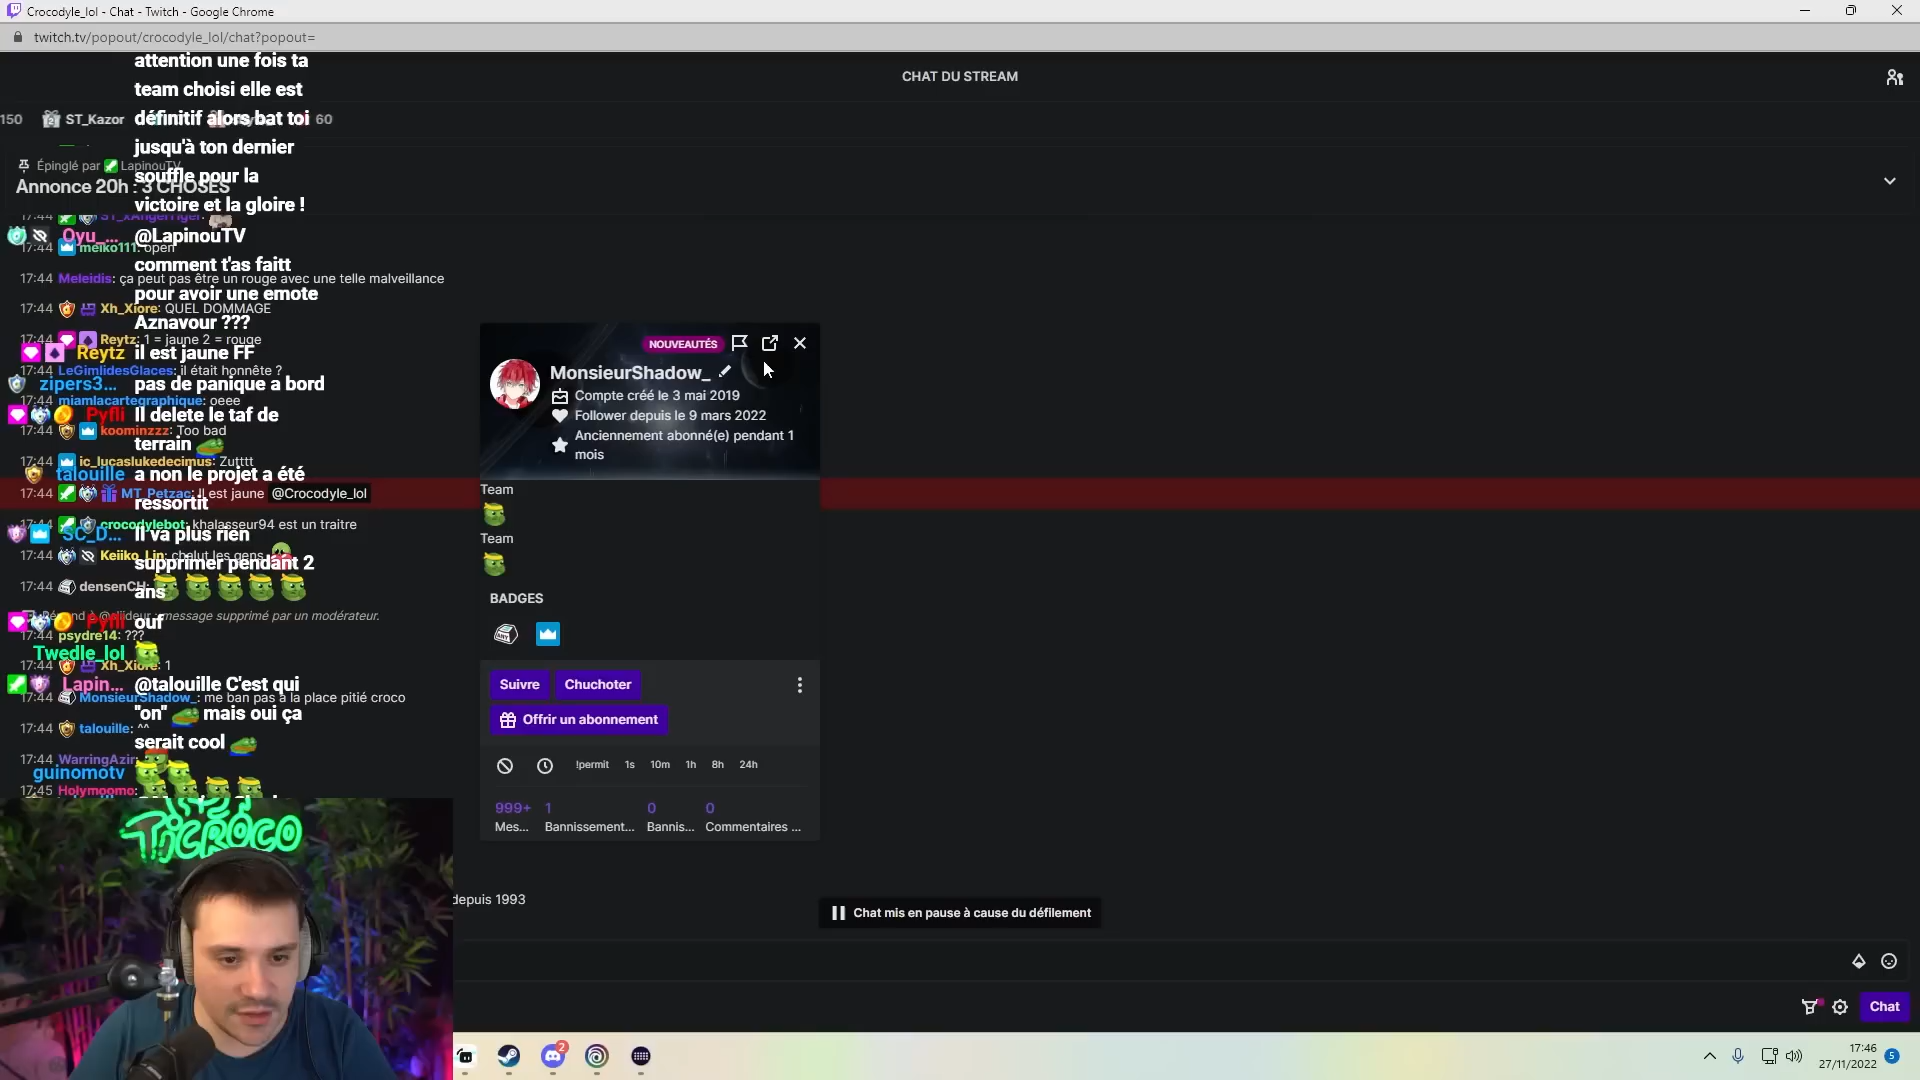 Crocodyle_lol - Chat - Twitch - Google Chrome
twitch.tv/popout/crocodyle_lol/chat?popout=
CHAT DU STREAM
attention une fois ta
team choisi elle est
définitif alors bat toi
jusqu'à ton dernier
souffle pour la
victoire et la gloire !
150 ST_Kazor 60
Épinglé par LapinouTV
Annonce 20h : 3 CHOSES
17:44 ST_xAngerTiger:
Oyu_... @LapinouTV
comment t'as faitt
pour avoir une emote
Aznavour ???
17:44 meiko111: open
17:44 Meleidis: ça peut pas être un rouge avec une telle malveillance
17:44 Xh_Xiore: QUEL DOMMAGE
17:44 Reytz: 1 = jaune 2 = rouge
Reytz il est jaune FF
17:44 LeGimlidesGlaces: il était honnête ?
zipers3... pas de panique a bord
17:44 miamlacartegraphique: oeee
Pyfli Il delete le taf de
terrain
17:44 koominzzz: Too bad
17:44 ic_lucaslukedecimus: Zutttt
talouille a non le projet a été
ressortit
17:44 MT_Petzac: Il est jaune @Crocodyle_lol
17:44 crocodylebot: khalasseur94 est un traitre
SC_D... Il va plus rien
supprimer pendant 2
ans
17:44 Keiiko_Lin: chalut les gens
17:44 densenCH:
message supprimé par un modérateur.
Pyfli ouf
17:44 psydre14: ???
Twedle_lol
17:44 Xh_Xiore: 1
Lapin... @talouille C'est qui
"on" mais oui ça
serait cool
17:44 MonsieurShadow_: me ban pas à la place pitié croco
17:44 talouille: ^^
17:44 WarringAzir:
guinomotv
17:45 Holymoomo:
NOUVEAUTÉS
MonsieurShadow_
Compte créé le 3 mai 2019
Follower depuis le 9 mars 2022
Anciennement abonné(e) pendant 1
mois
Team
Team
BADGES
Suivre Chuchoter
Offrir un abonnement
!permit 1s 10m 1h 8h 24h
999+ 1 0 0
Mes... Bannissement... Bannis... Commentaires ...
TICROCO
depuis 1993
Chat mis en pause à cause du défilement
Chat
2
17:46
27/11/2022
5